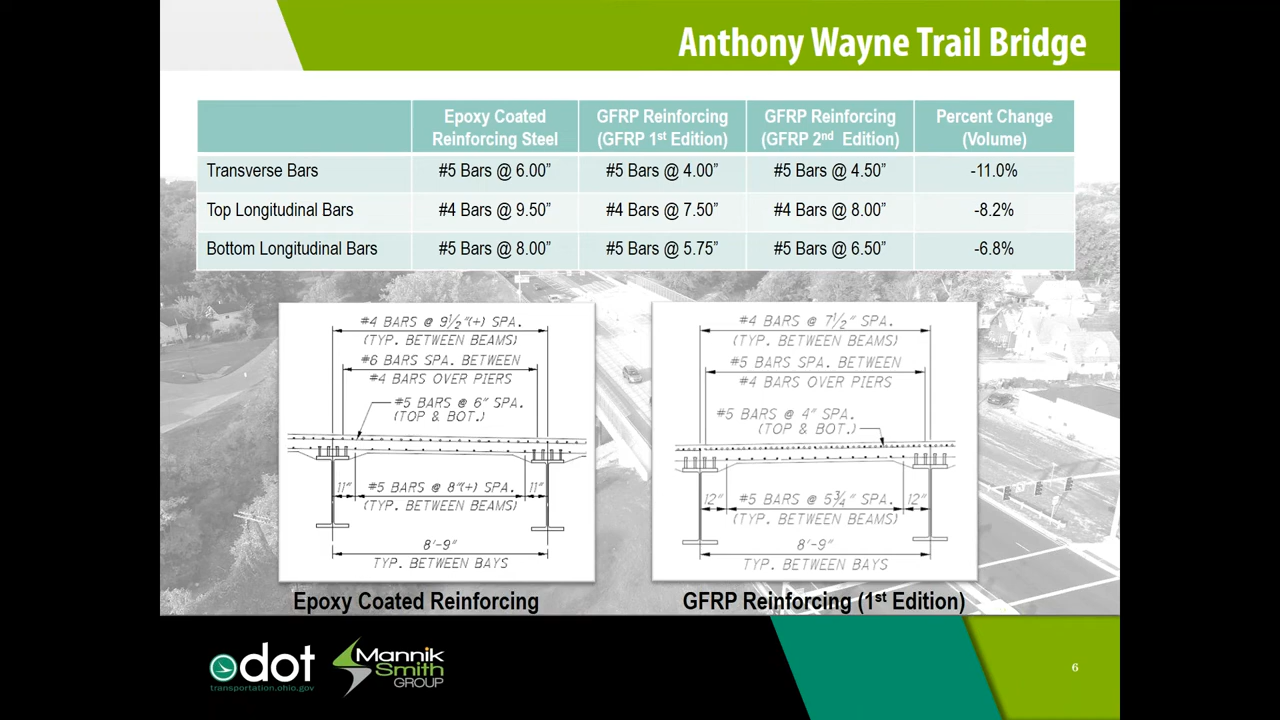 Anthony Wayne Trail Bridge
Epoxy Coated Reinforcing Steel
GFRP Reinforcing (GFRP 1st Edition)
GFRP Reinforcing (GFRP 2nd Edition)
Percent Change (Volume)
Transverse Bars #5 Bars @ 6.00” #5 Bars @ 4.00” #5 Bars @ 4.50” -11.0%
Top Longitudinal Bars #4 Bars @ 9.50” #4 Bars @ 7.50” #4 Bars @ 8.00” -8.2%
Bottom Longitudinal Bars #5 Bars @ 8.00” #5 Bars @ 5.75” #5 Bars @ 6.50” -6.8%
#4 BARS @ 9½"(+) SPA.
(TYP. BETWEEN BEAMS)
#6 BARS SPA. BETWEEN
#4 BARS OVER PIERS
#5 BARS @ 6" SPA.
(TOP & BOT.)
11" #5 BARS @ 8"(+) SPA. 11"
(TYP. BETWEEN BEAMS)
8'-9"
TYP. BETWEEN BAYS
Epoxy Coated Reinforcing
#4 BARS @ 7½" SPA.
(TYP. BETWEEN BEAMS)
#5 BARS SPA. BETWEEN
#4 BARS OVER PIERS
#5 BARS @ 4" SPA.
(TOP & BOT.)
12" #5 BARS @ 5¾" SPA. 12"
(TYP. BETWEEN BEAMS)
8'-9"
TYP. BETWEEN BAYS
GFRP Reinforcing (1st Edition)
odot
transportation.ohio.gov
Mannik
Smith
GROUP
6